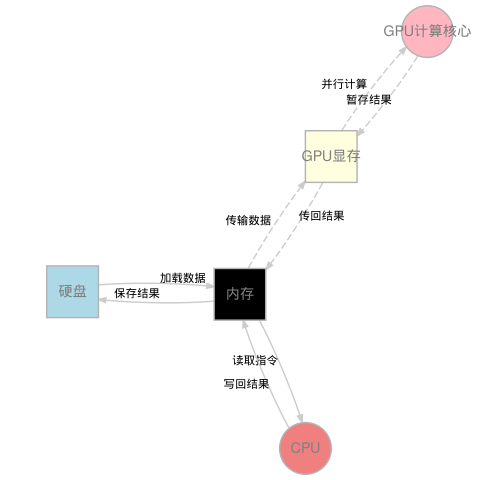 GPU计算核心
并行计算
暂存结果
GPU显存
传输数据
传回结果
加载数据
硬盘
保存结果
内存
读取指令
写回结果
CPU